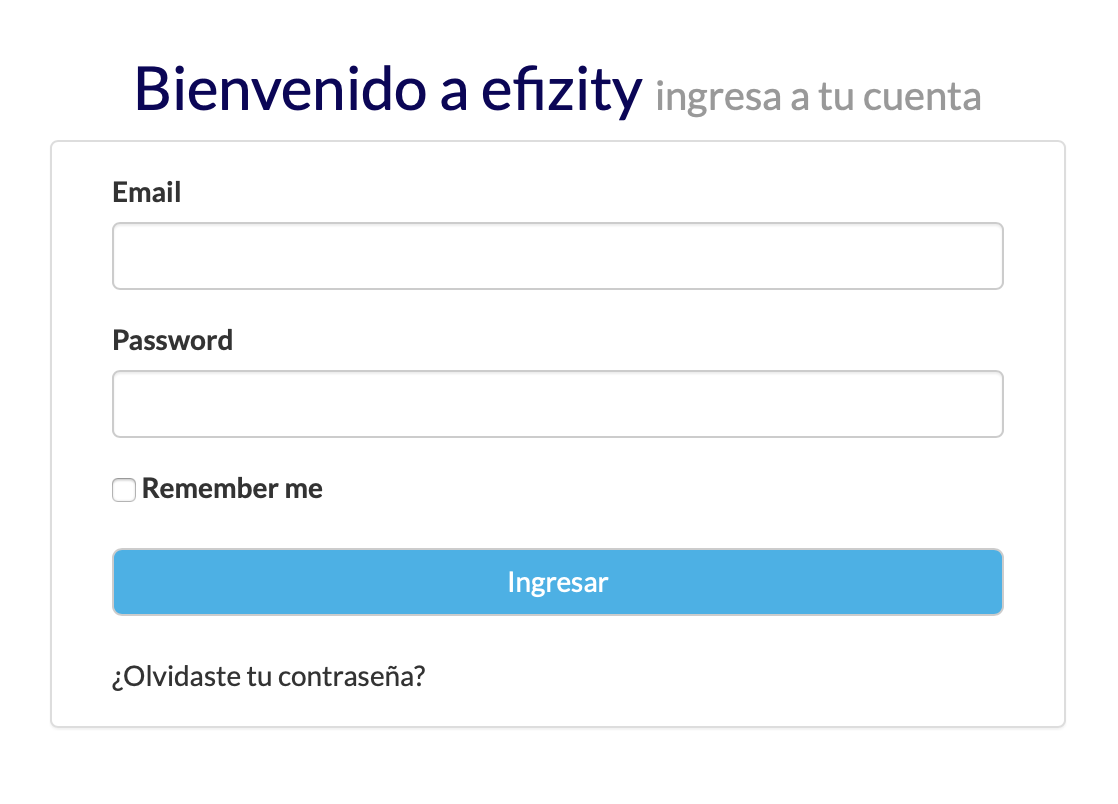 Bienvenido a efizity ingresa a tu cuenta
Email
Password
Remember me
Ingresar
¿Olvidaste tu contraseña?